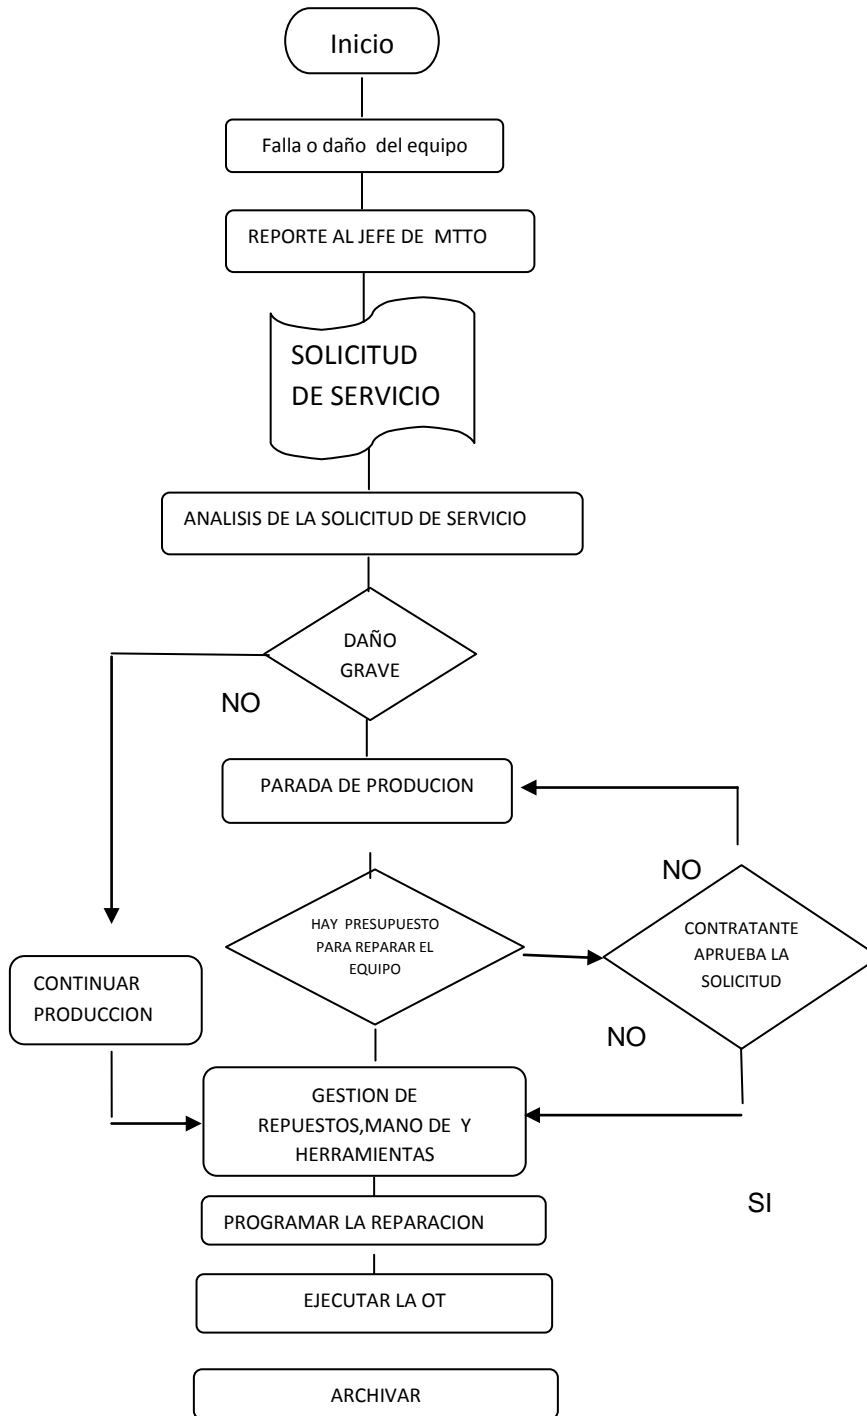 Inicio
Falla o daño del equipo
REPORTE AL JEFE DE MTTO
SOLICITUD
DE SERVICIO
ANALISIS DE LA SOLICITUD DE SERVICIO
DAÑO
GRAVE
NO
PARADA DE PRODUCION
NO
HAY PRESUPUESTO
PARA REPARAR EL
EQUIPO
CONTRATANTE
APRUEBA LA
SOLICITUD
CONTINUAR
PRODUCCION
NO
GESTION DE
REPUESTOS,MANO DE Y
HERRAMIENTAS
SI
PROGRAMAR LA REPARACION
EJECUTAR LA OT
ARCHIVAR